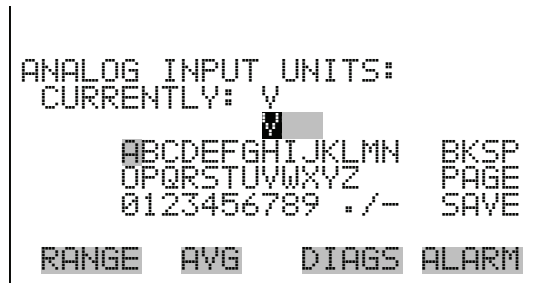 ANALOG INPUT UNITS:
CURRENTLY: V
V
ABCDEFGHIJKLMN BKSP
OPQRSTUVWXYZ PAGE
0123456789 ./- SAVE
RANGE AVG DIAGS ALARM